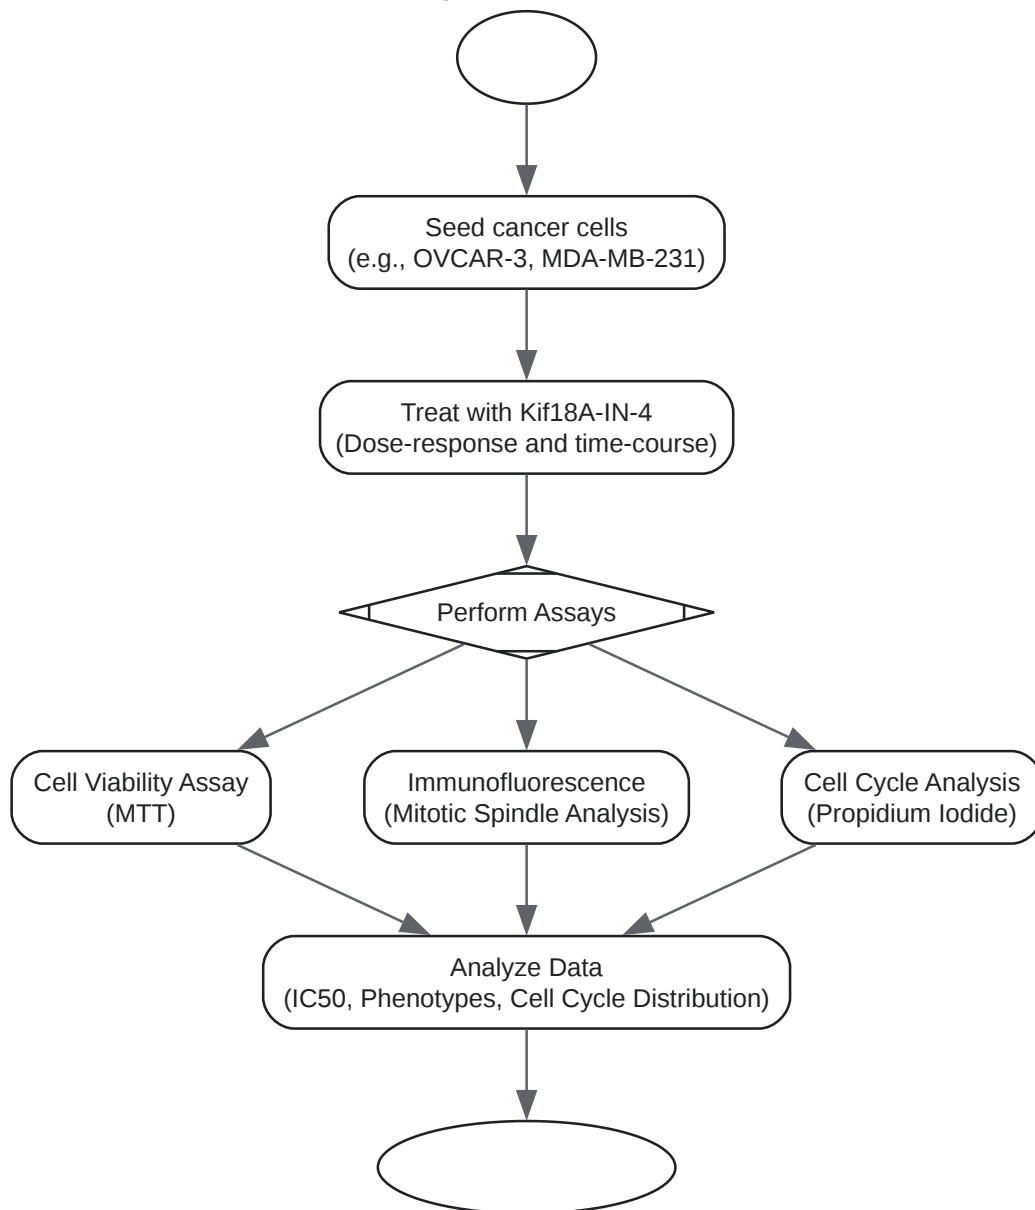 Seed cancer cells
(e.g., OVCAR-3, MDA-MB-231)
Treat with Kif18A-IN-4
(Dose-response and time-course)
Perform Assays
Cell Viability Assay
(MTT)
Immunofluorescence
(Mitotic Spindle Analysis)
Cell Cycle Analysis
(Propidium Iodide)
Analyze Data
(IC50, Phenotypes, Cell Cycle Distribution)